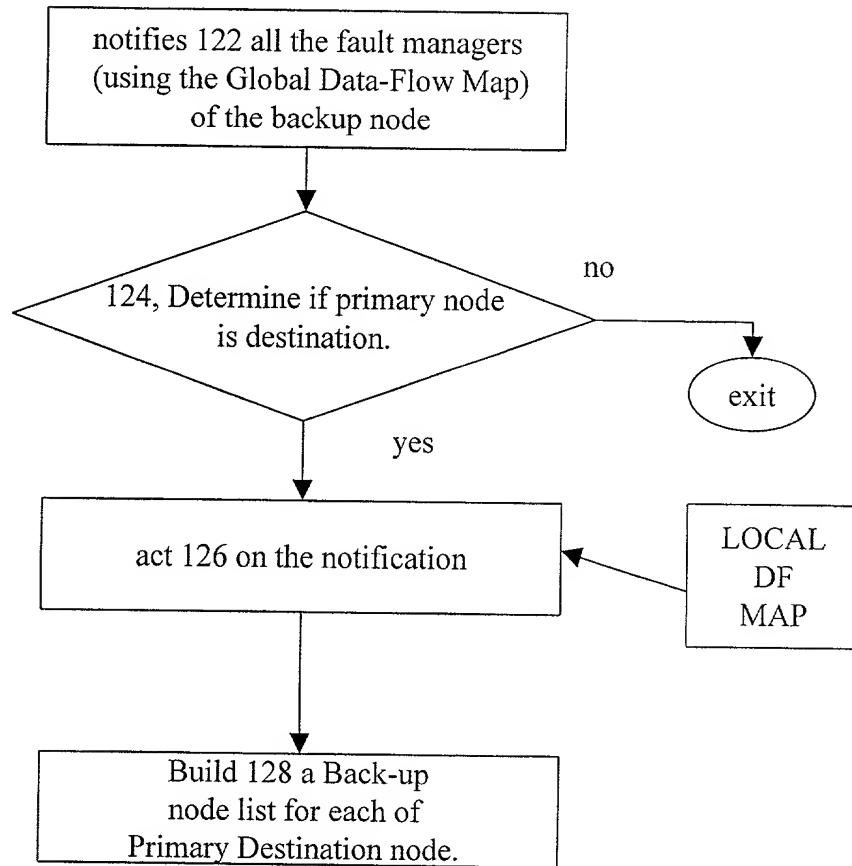 notifies 122 all the fault managers
(using the Global Data-Flow Map)
of the backup node
124, Determine if primary node
is destination.
no
exit
yes
act 126 on the notification
LOCAL
DF
MAP
Build 128 a Back-up
node list for each of
Primary Destination node.